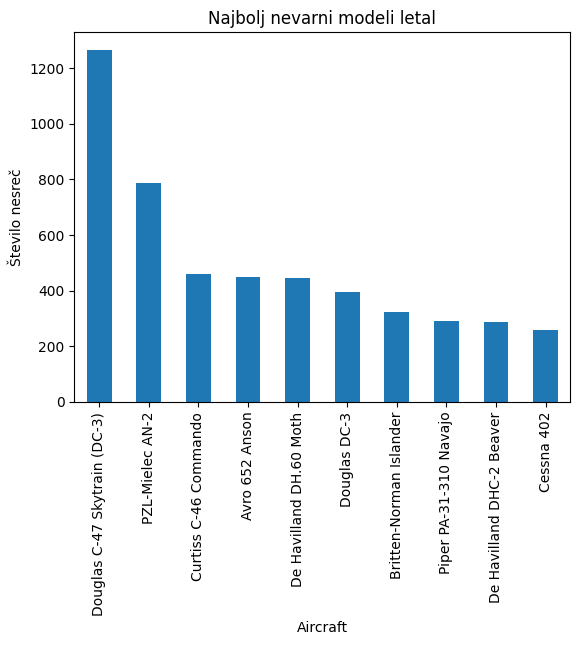 Najbolj nevarni modeli letal
Število nesreč
1200
1000
800
600
400
200
0
Douglas C-47 Skytrain (DC-3)
PZL-Mielec AN-2
Curtiss C-46 Commando
Avro 652 Anson
De Havilland DH.60 Moth
Douglas DC-3
Britten-Norman Islander
Piper PA-31-310 Navajo
De Havilland DHC-2 Beaver
Cessna 402
Aircraft